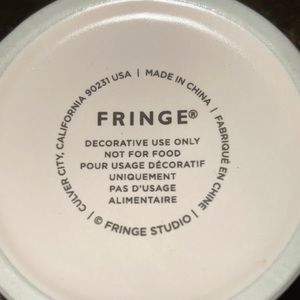 CULVER CITY, CALIFORNIA 90231 USA | MADE IN CHINA | FABRIQUÉ EN CHINE | © FRINGE STUDIO |
FRINGE®
DECORATIVE USE ONLY
NOT FOR FOOD
POUR USAGE DÉCORATIF
UNIQUEMENT
PAS D'USAGE
ALIMENTAIRE